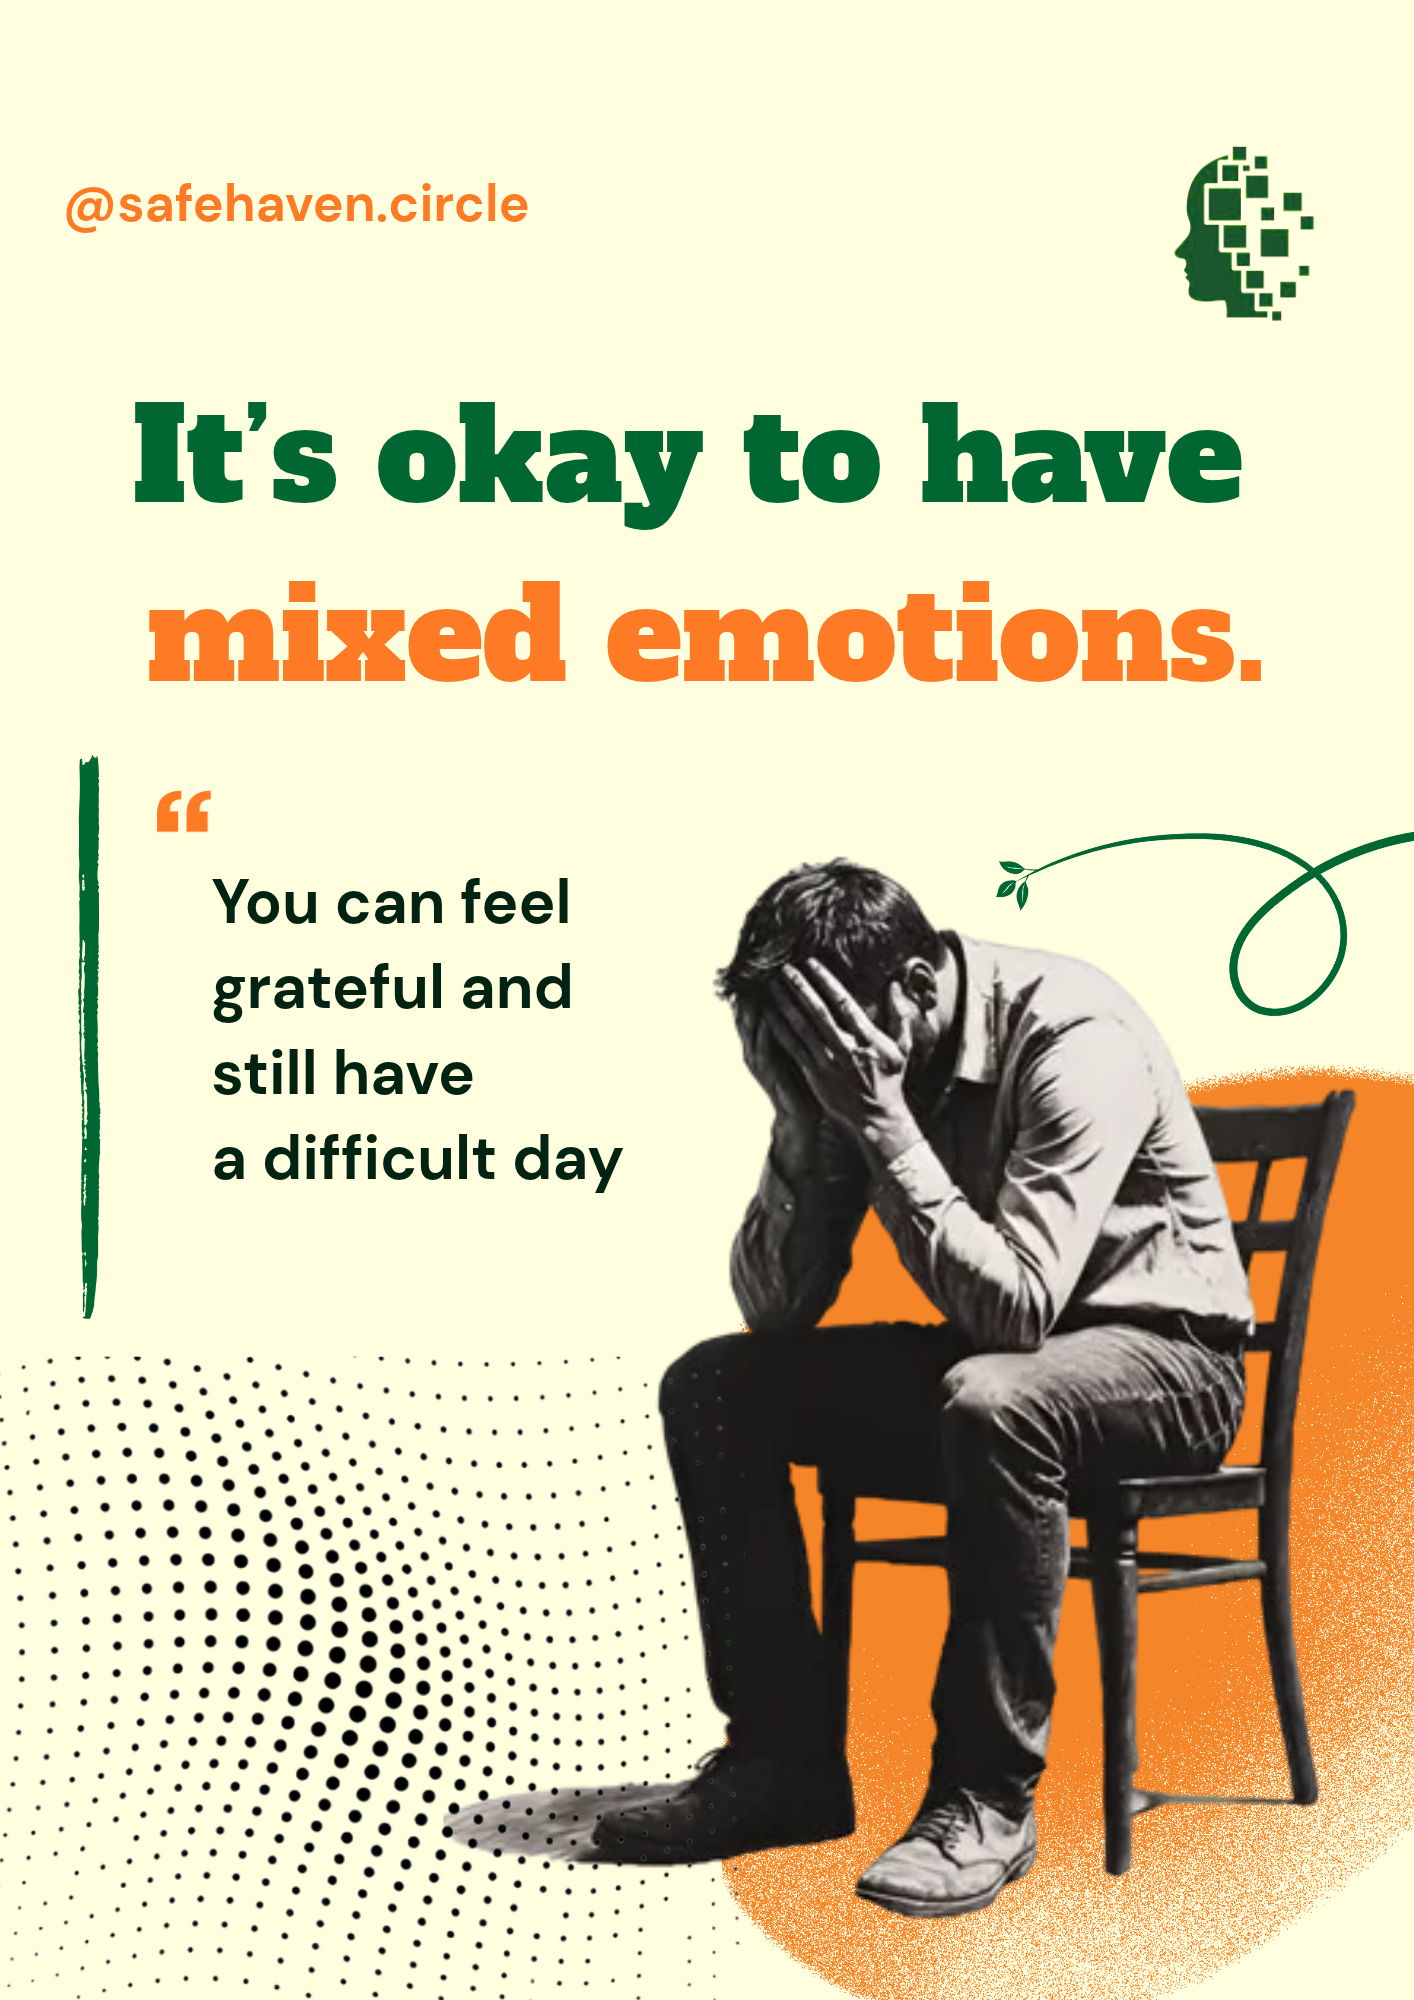 @safehaven.circle
It’s okay to have
mixed emotions.
“
You can feel
grateful and
still have
a difficult day